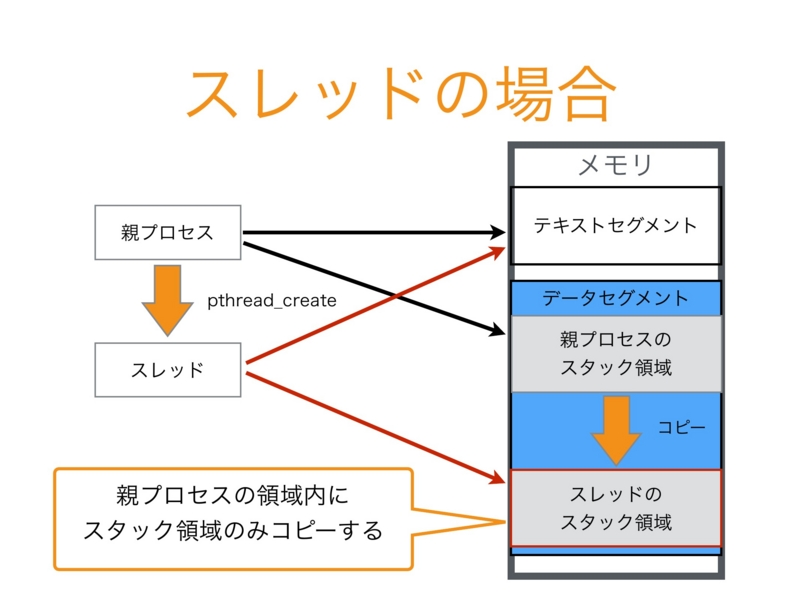 スレッドの場合
メモリ
テキストセグメント
親プロセス
データセグメント
pthread_create
親プロセスの
スタック領域
スレッド
コピー
親プロセスの領域内に
スタック領域のみコピーする
スレッドの
スタック領域